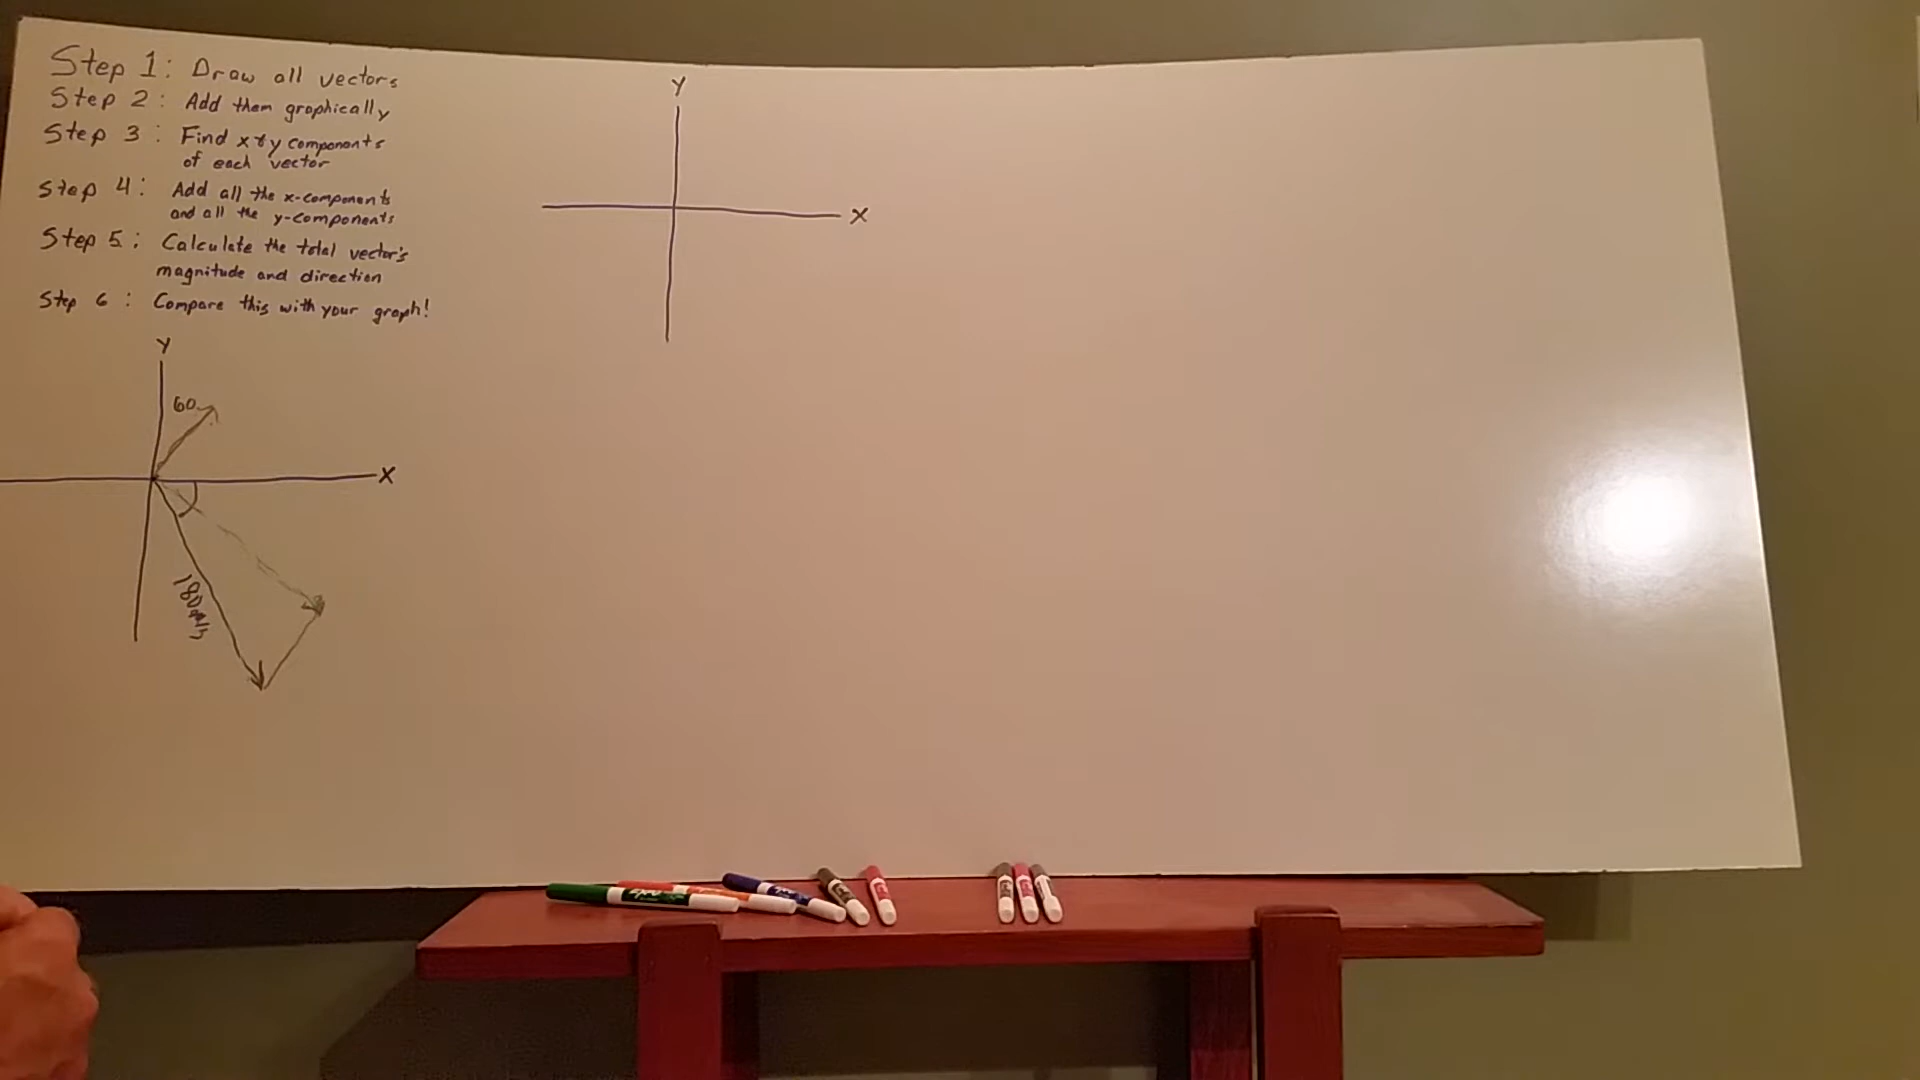 Step 1: Draw all vectors
Step 2: Add them graphically
Step 3: Find x & y components
of each vector
Step 4: Add all the x-components
and all the y-components
Step 5: Calculate the total vector's
magnitude and direction
Step 6: Compare this with your graph!
Y
X
Y
60
X
180